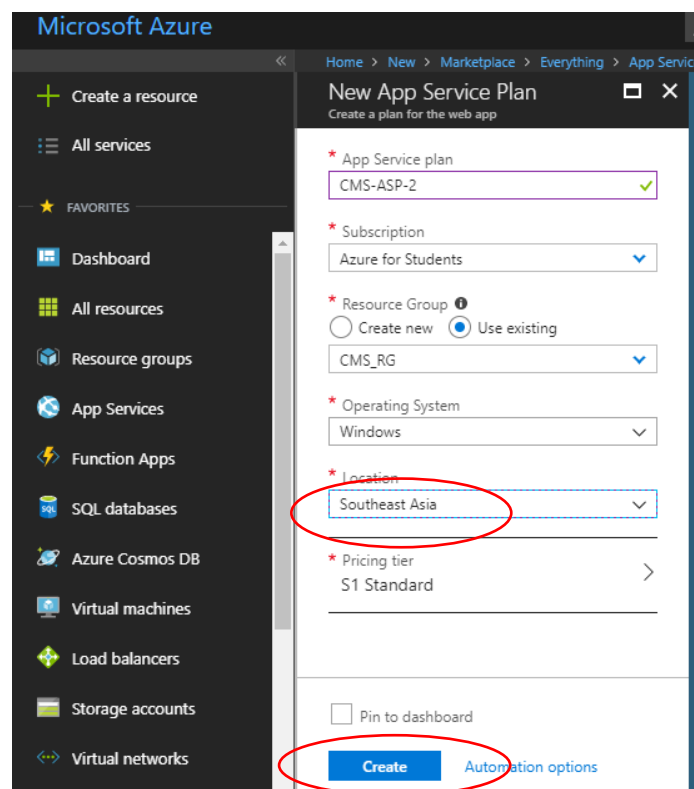 Microsoft Azure
« Home > New > Marketplace > Everything > App Servic
Create a resource
All services
FAVORITES
Dashboard
All resources
Resource groups
App Services
Function Apps
SQL databases
Azure Cosmos DB
Virtual machines
Load balancers
Storage accounts
Virtual networks
New App Service Plan
Create a plan for the web app
* App Service plan
CMS-ASP-2
* Subscription
Azure for Students
* Resource Group
Create new Use existing
CMS_RG
* Operating System
Windows
* Location
Southeast Asia
* Pricing tier
S1 Standard
Pin to dashboard
Create Automation options